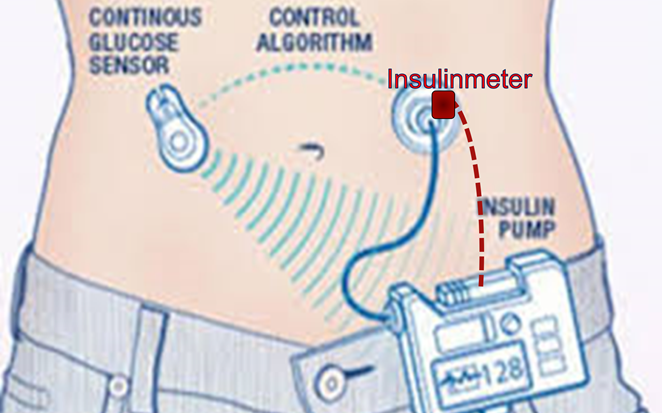 CONTINOUS
GLUCOSE
SENSOR
CONTROL
ALGORITHM
Insulinmeter
INSULIN
PUMP
128